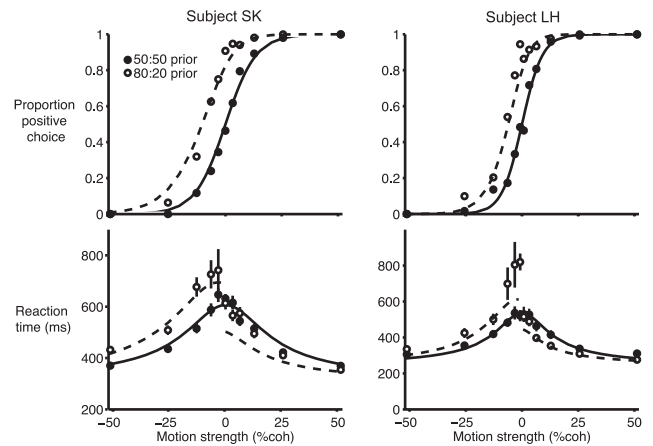 Subject SK
Subject LH
1
0.8
0.6
0.4
0.2
0
50:50 prior
80:20 prior
Proportion
positive
choice
1
0.8
0.6
0.4
0.2
0
800
600
400
200
Reaction
time (ms)
−50
−25
0
25
50
Motion strength (%coh)
800
600
400
200
0
−50
−25
0
25
50
Motion strength (%coh)